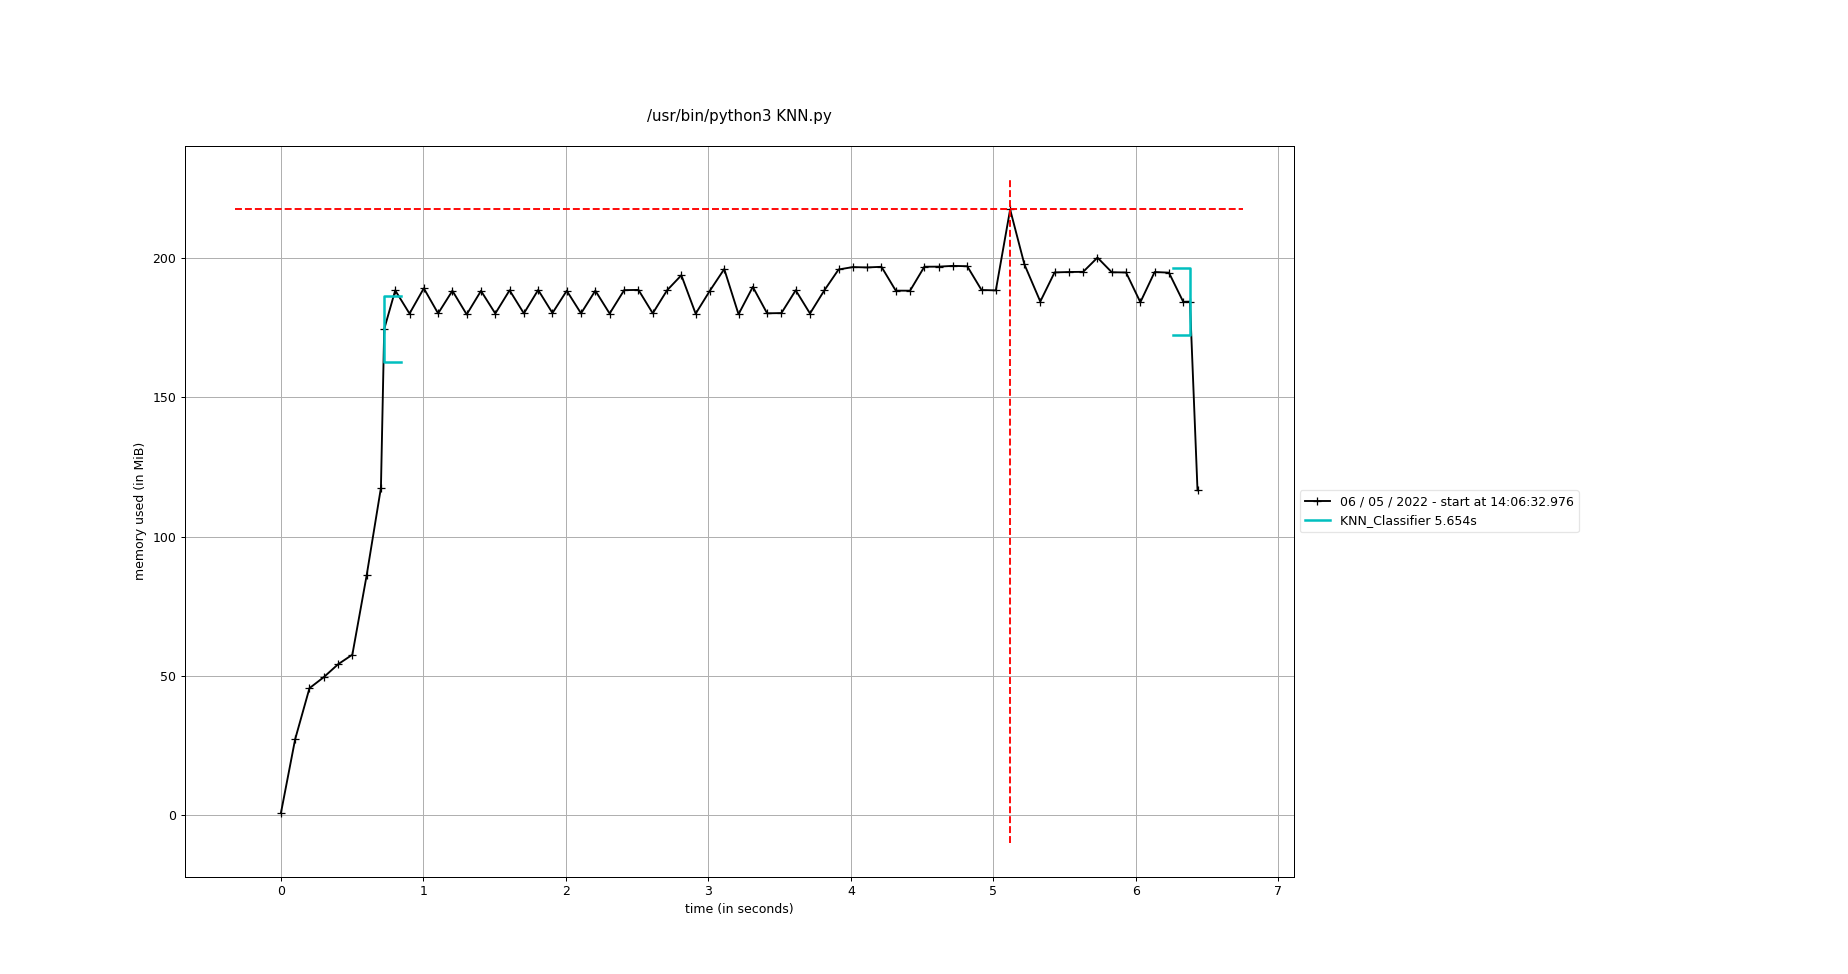 /usr/bin/python3 KNN.py
200
150
100
50
0
memory used (in MiB)
0 1 2 3 4 5 6 7
time (in seconds)
06 / 05 / 2022 - start at 14:06:32.976
KNN_Classifier 5.654s